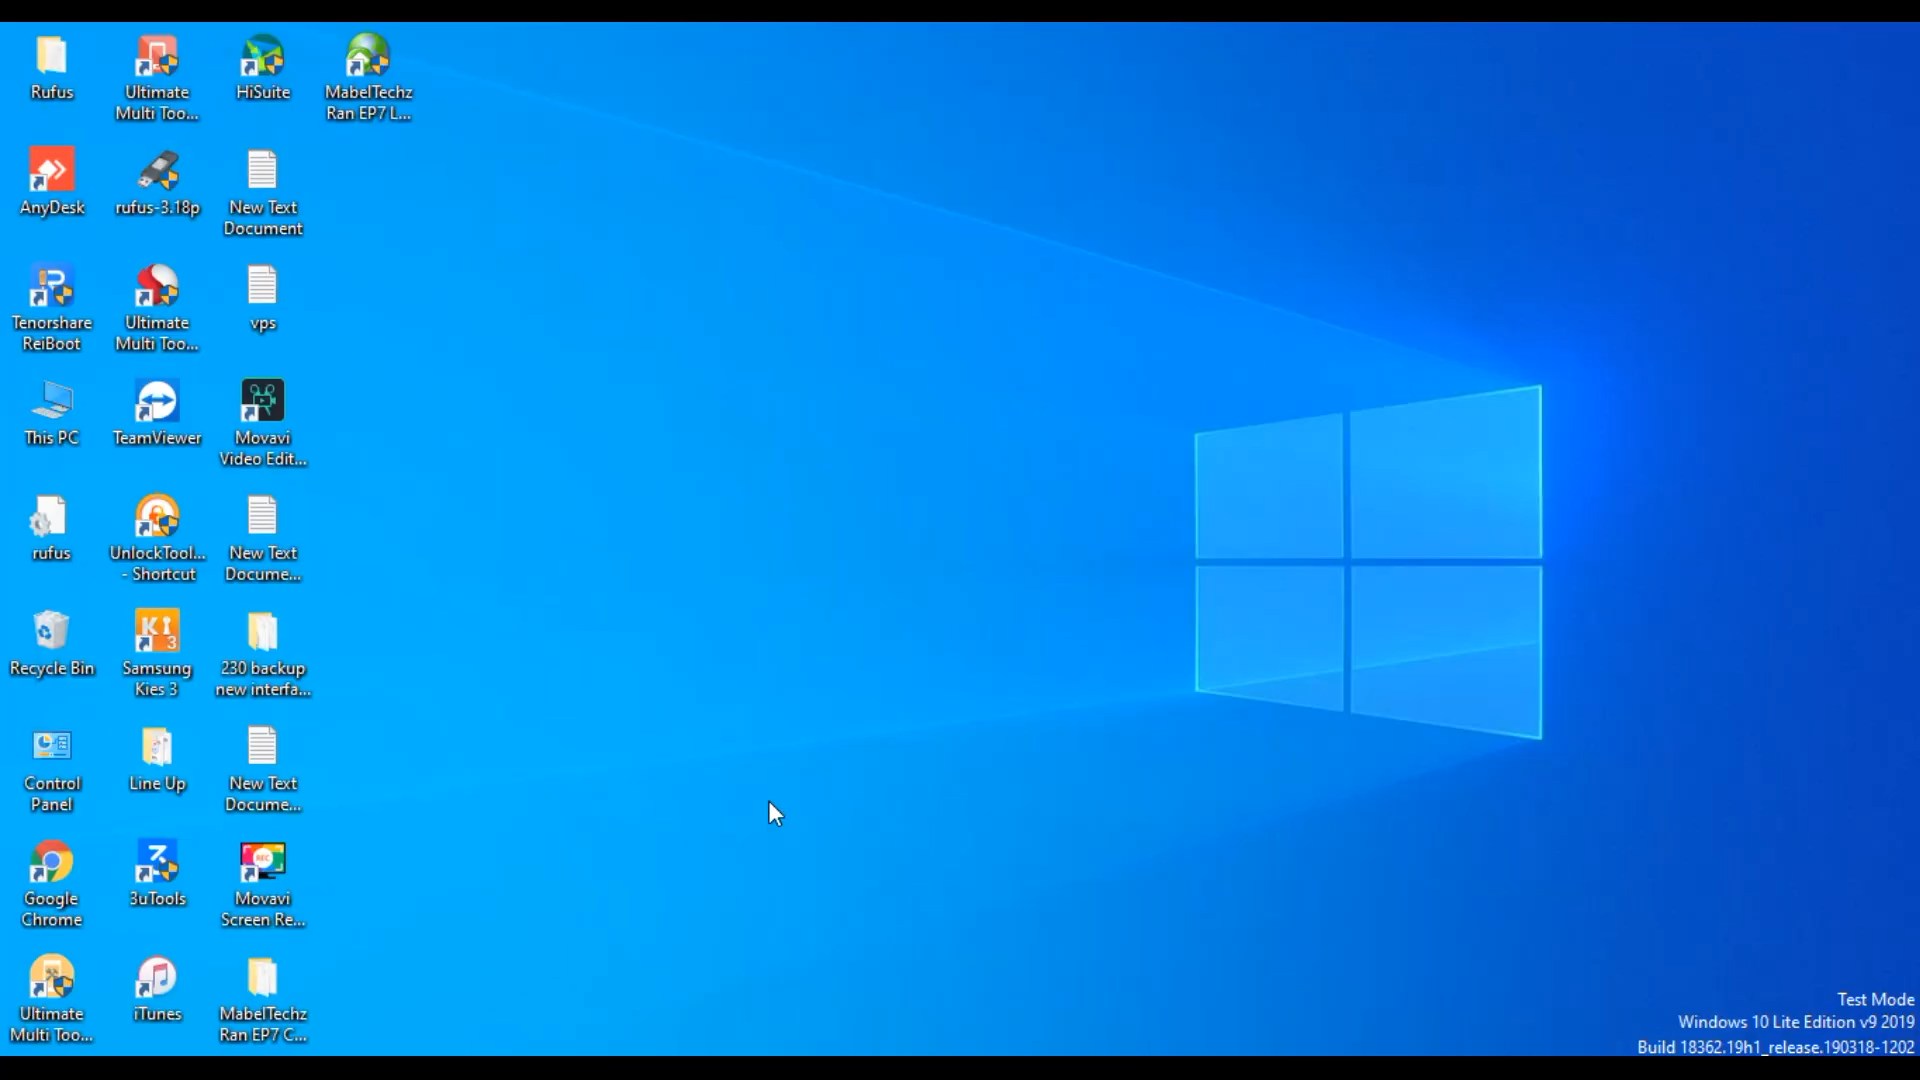 Rufus
Ultimate
Multi Too...
HiSuite
MabelTechz
Ran EP7 L...
AnyDesk
rufus-3.18p
New Text
Document
Tenorshare
ReiBoot
Ultimate
Multi Too...
vps
This PC
TeamViewer
Movavi
Video Edit...
rufus
UnlockTool...
- Shortcut
New Text
Docume...
Recycle Bin
KI
3
Samsung
Kies 3
230 backup
new interfa...
Control
Panel
Line Up
New Text
Docume...
Google
Chrome
3uTools
REC
Movavi
Screen Re...
Ultimate
Multi Too...
iTunes
MabelTechz
Ran EP7 C...
Test Mode
Windows 10 Lite Edition v9 2019
Build 18362.19h1_release.190318-1202